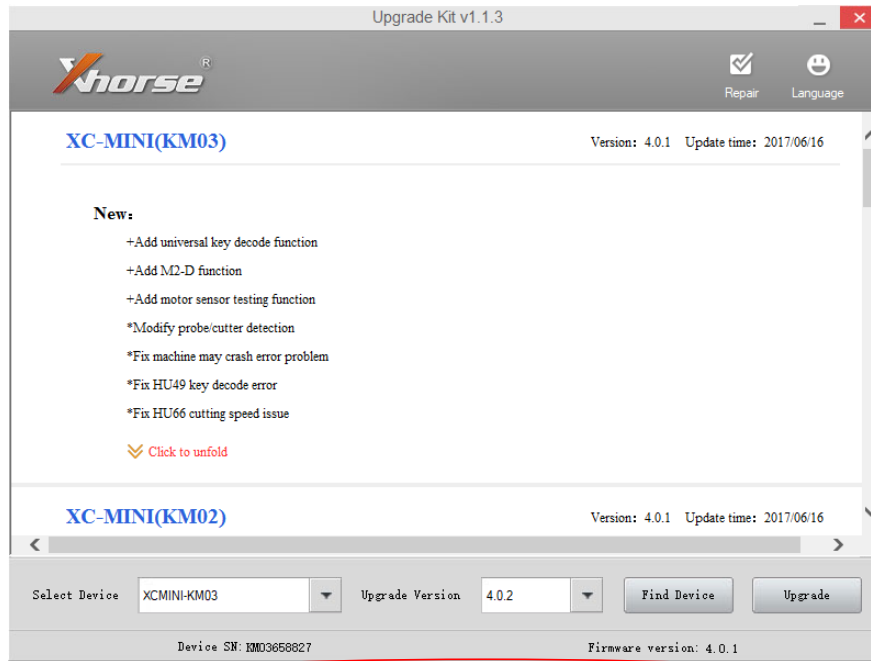 Upgrade Kit v1.1.3
Xhorse®
Repair Language
XC-MINI(KM03) Version: 4.0.1 Update time: 2017/06/16
New:
+Add universal key decode function
+Add M2-D function
+Add motor sensor testing function
*Modify probe/cutter detection
*Fix machine may crash error problem
*Fix HU49 key decode error
*Fix HU66 cutting speed issue
Click to unfold
XC-MINI(KM02) Version: 4.0.1 Update time: 2017/06/16
Select Device XCMINI-KM03 Upgrade Version 4.0.2 Find Device Upgrade
Device SN: KM03658827 Firmware version: 4.0.1